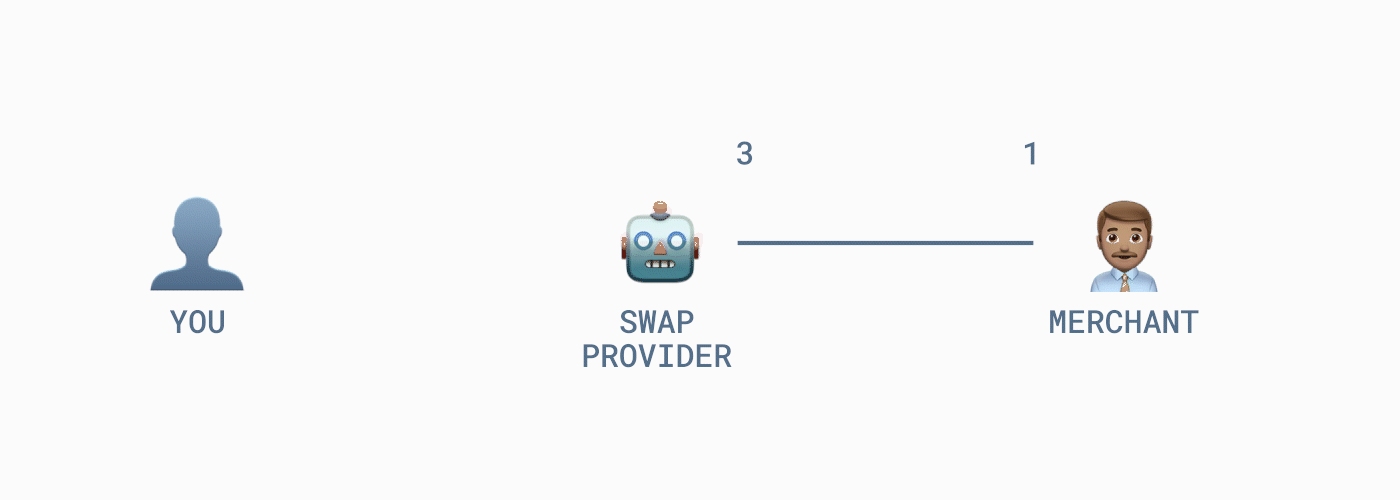 3
1
YOU
SWAP
PROVIDER
MERCHANT